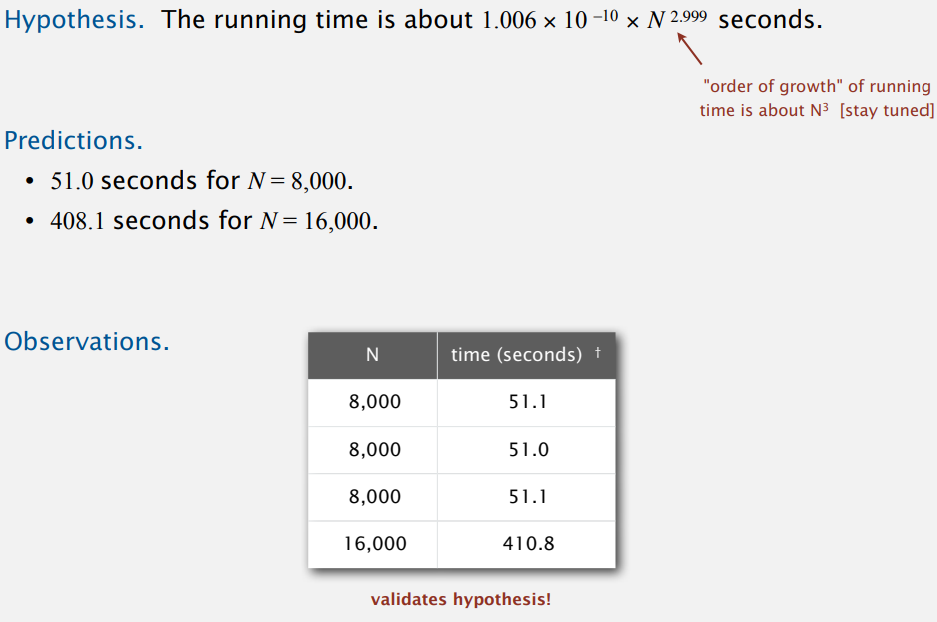 Hypothesis. The running time is about 1.006 × 10 ⁻¹⁰ × N ²·⁹⁹⁹ seconds.
"order of growth" of running
time is about N³ [stay tuned]
Predictions.
• 51.0 seconds for N = 8,000.
• 408.1 seconds for N = 16,000.
Observations.
N time (seconds) †
8,000 51.1
8,000 51.0
8,000 51.1
16,000 410.8
validates hypothesis!